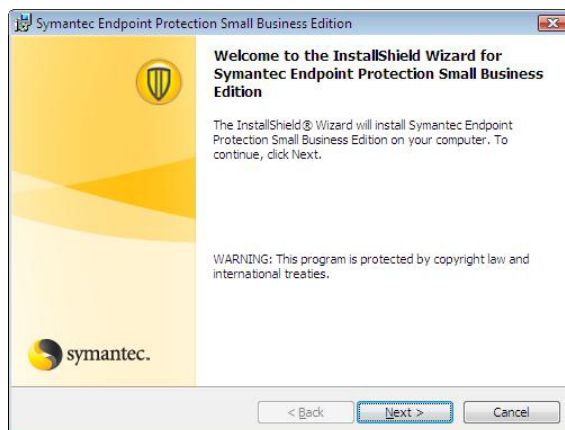 Symantec Endpoint Protection Small Business Edition
Welcome to the InstallShield Wizard for
Symantec Endpoint Protection Small Business
Edition
The InstallShield® Wizard will install Symantec Endpoint
Protection Small Business Edition on your computer. To
continue, click Next.
WARNING: This program is protected by copyright law and
international treaties.
symantec.
< Back
Next >
Cancel